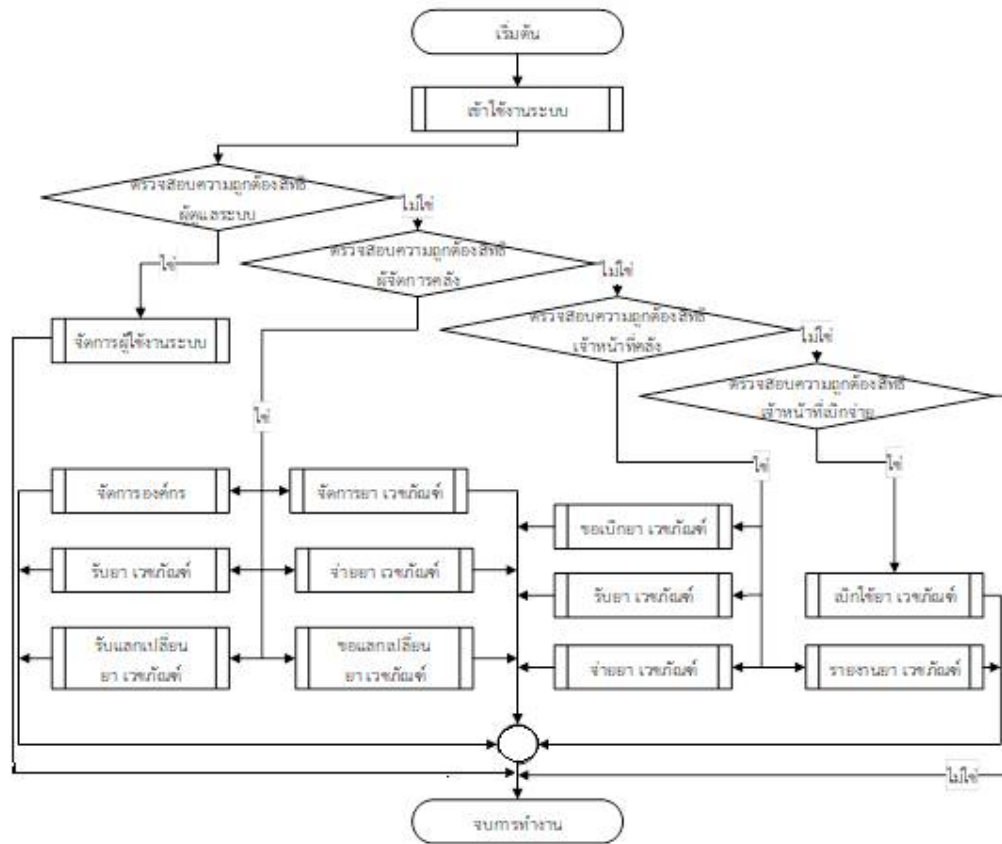 เริ่มต้น
เข้าใช้งานระบบ
ตรวจสอบความถูกต้องสิทธิ์
ผู้ดูแลระบบ
ไม่ใช่
ใช่
ตรวจสอบความถูกต้องสิทธิ์
ผู้จัดการคลัง
ไม่ใช่
จัดการผู้ใช้งานระบบ
ตรวจสอบความถูกต้องสิทธิ์
เจ้าหน้าที่คลัง
ไม่ใช่
ตรวจสอบความถูกต้องสิทธิ์
เจ้าหน้าที่เบิกจ่าย
ใช่
ใช่
ใช่
จัดการองค์กร
จัดการยา เวชภัณฑ์
ขอเบิกยา เวชภัณฑ์
รับยา เวชภัณฑ์
จ่ายยา เวชภัณฑ์
รับยา เวชภัณฑ์
เบิกใช้ยา เวชภัณฑ์
รับแลกเปลี่ยน
ยา เวชภัณฑ์
ขอแลกเปลี่ยน
ยา เวชภัณฑ์
จ่ายยา เวชภัณฑ์
รายงานยา เวชภัณฑ์
ไม่ใช่
จบการทำงาน